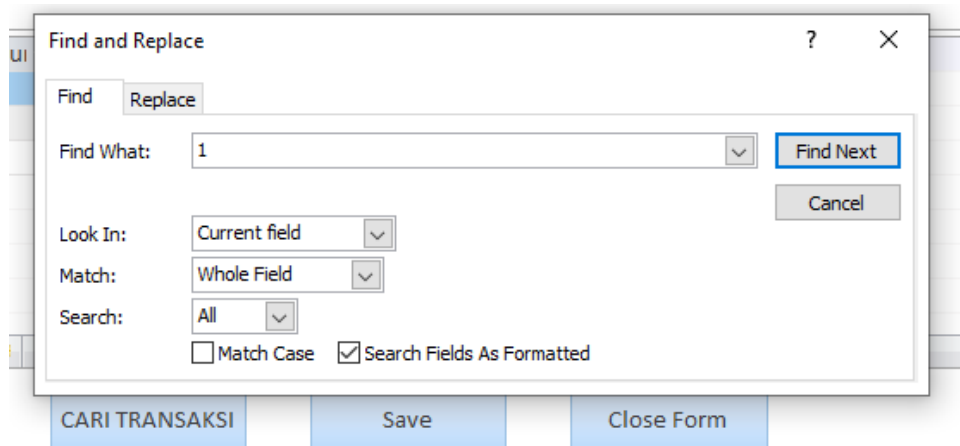 Find and Replace ?
Find Replace
Find What: 1 Find Next
Cancel
Look In: Current field
Match: Whole Field
Search: All
Match Case Search Fields As Formatted
CARI TRANSAKSI Save Close Form